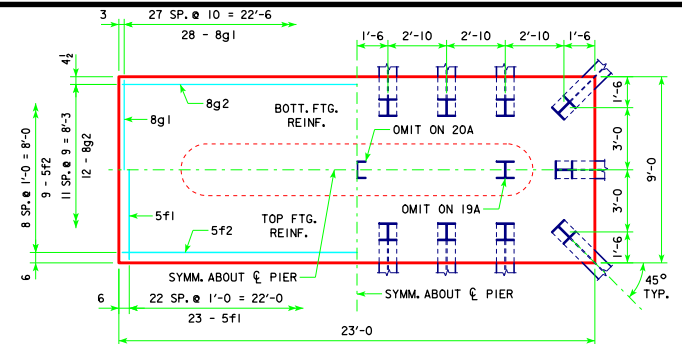 3 27 SP. @ 10 = 22'-6
28 - 8g1
1'-6 2'-10 2'-10 2'-10 1'-6
4½
8g2
BOTT. FTG.
REINF.
8g1
OMIT ON 20A
8 SP. @ 1'-0 = 8'-0
9 - 5f2
11 SP. @ 9 = 8'-3
12 - 8g2
1'-6
3'-0
9'-0
3'-0
1'-6
OMIT ON 19A
5f1
TOP FTG.
REINF.
5f2
6
SYMM. ABOUT ℄ PIER
SYMM. ABOUT ℄ PIER
45°
TYP.
6 22 SP. @ 1'-0 = 22'-0
23 - 5f1
23'-0